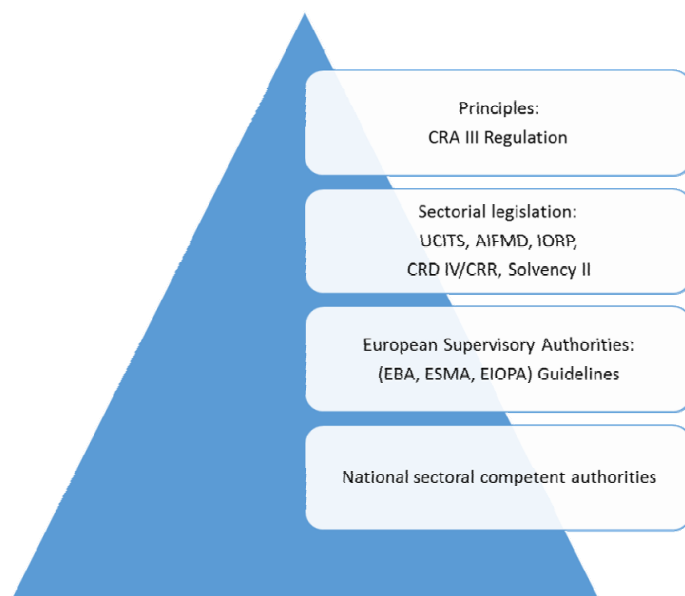 Principles:
CRA III Regulation
Sectorial legislation:
UCITS, AIFMD, IORP,
CRD IV/CRR, Solvency II
European Supervisory Authorities:
(EBA, ESMA, EIOPA) Guidelines
National sectoral competent authorities